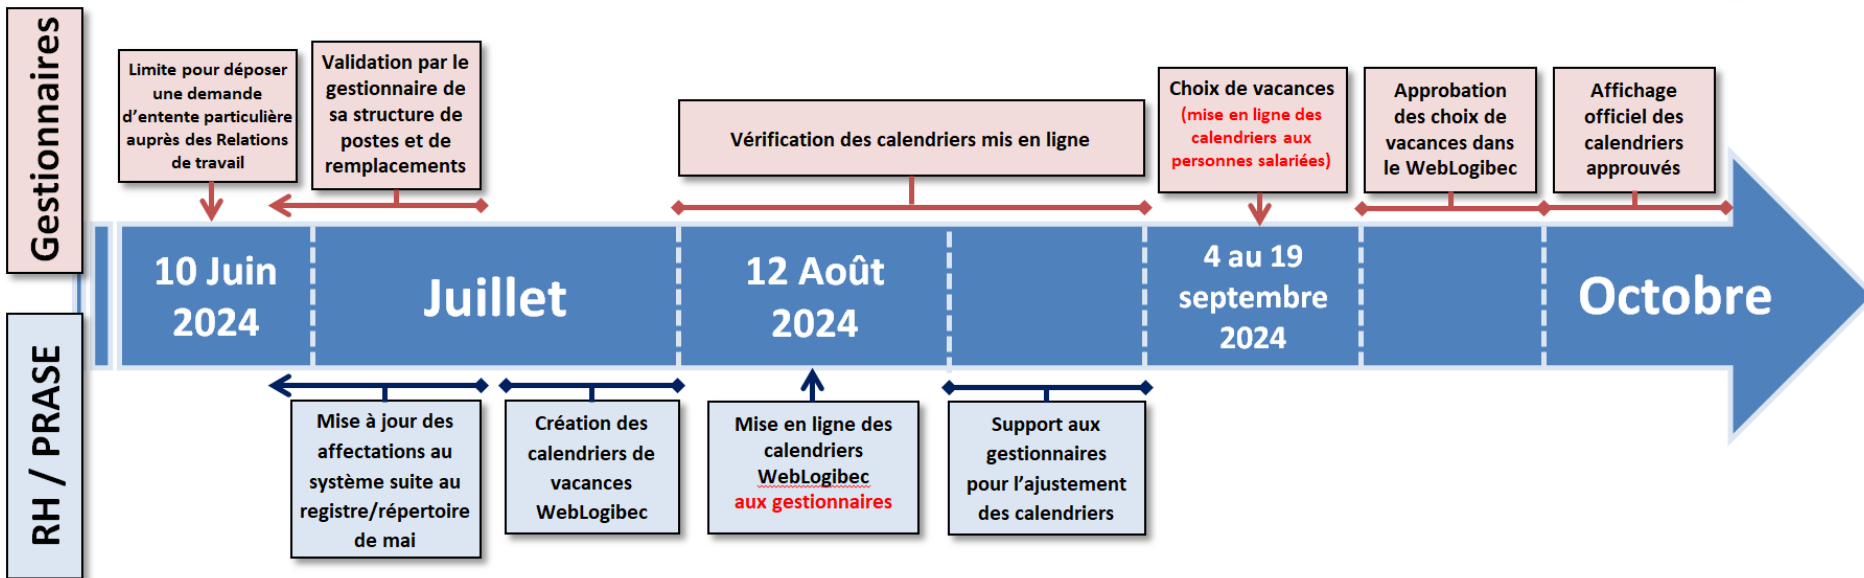 Gestionnaires
Limite pour déposer
une demande
d'entente particulière
auprès des Relations
de travail
Validation par le
gestionnaire de
sa structure de
postes et de
remplacements
Vérification des calendriers mis en ligne
Choix de vacances
(mise en ligne des
calendriers aux
personnes salariées)
Approbation
des choix de
vacances dans
le WebLogibec
Affichage
officiel des
calendriers
approuvés
10 Juin
2024
Juillet
12 Août
2024
4 au 19
septembre
2024
Octobre
RH / PRASE
Mise à jour des
affectations au
système suite au
registre/répertoire
de mai
Création des
calendriers de
vacances
WebLogibec
Mise en ligne des
calendriers
WebLogibec
aux gestionnaires
Support aux
gestionnaires
pour l'ajustement
des calendriers